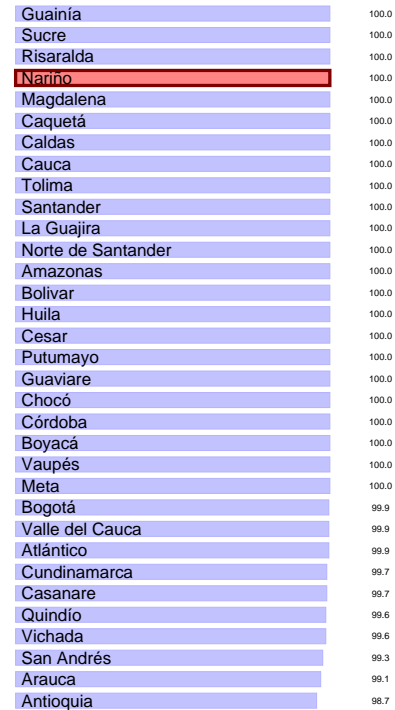 Guainía 100.0
Sucre 100.0
Risaralda 100.0
Nariño 100.0
Magdalena 100.0
Caquetá 100.0
Caldas 100.0
Cauca 100.0
Tolima 100.0
Santander 100.0
La Guajira 100.0
Norte de Santander 100.0
Amazonas 100.0
Bolivar 100.0
Huila 100.0
Cesar 100.0
Putumayo 100.0
Guaviare 100.0
Chocó 100.0
Córdoba 100.0
Boyacá 100.0
Vaupés 100.0
Meta 100.0
Bogotá 99.9
Valle del Cauca 99.9
Atlántico 99.9
Cundinamarca 99.7
Casanare 99.7
Quindío 99.6
Vichada 99.6
San Andrés 99.3
Arauca 99.1
Antioquia 98.7